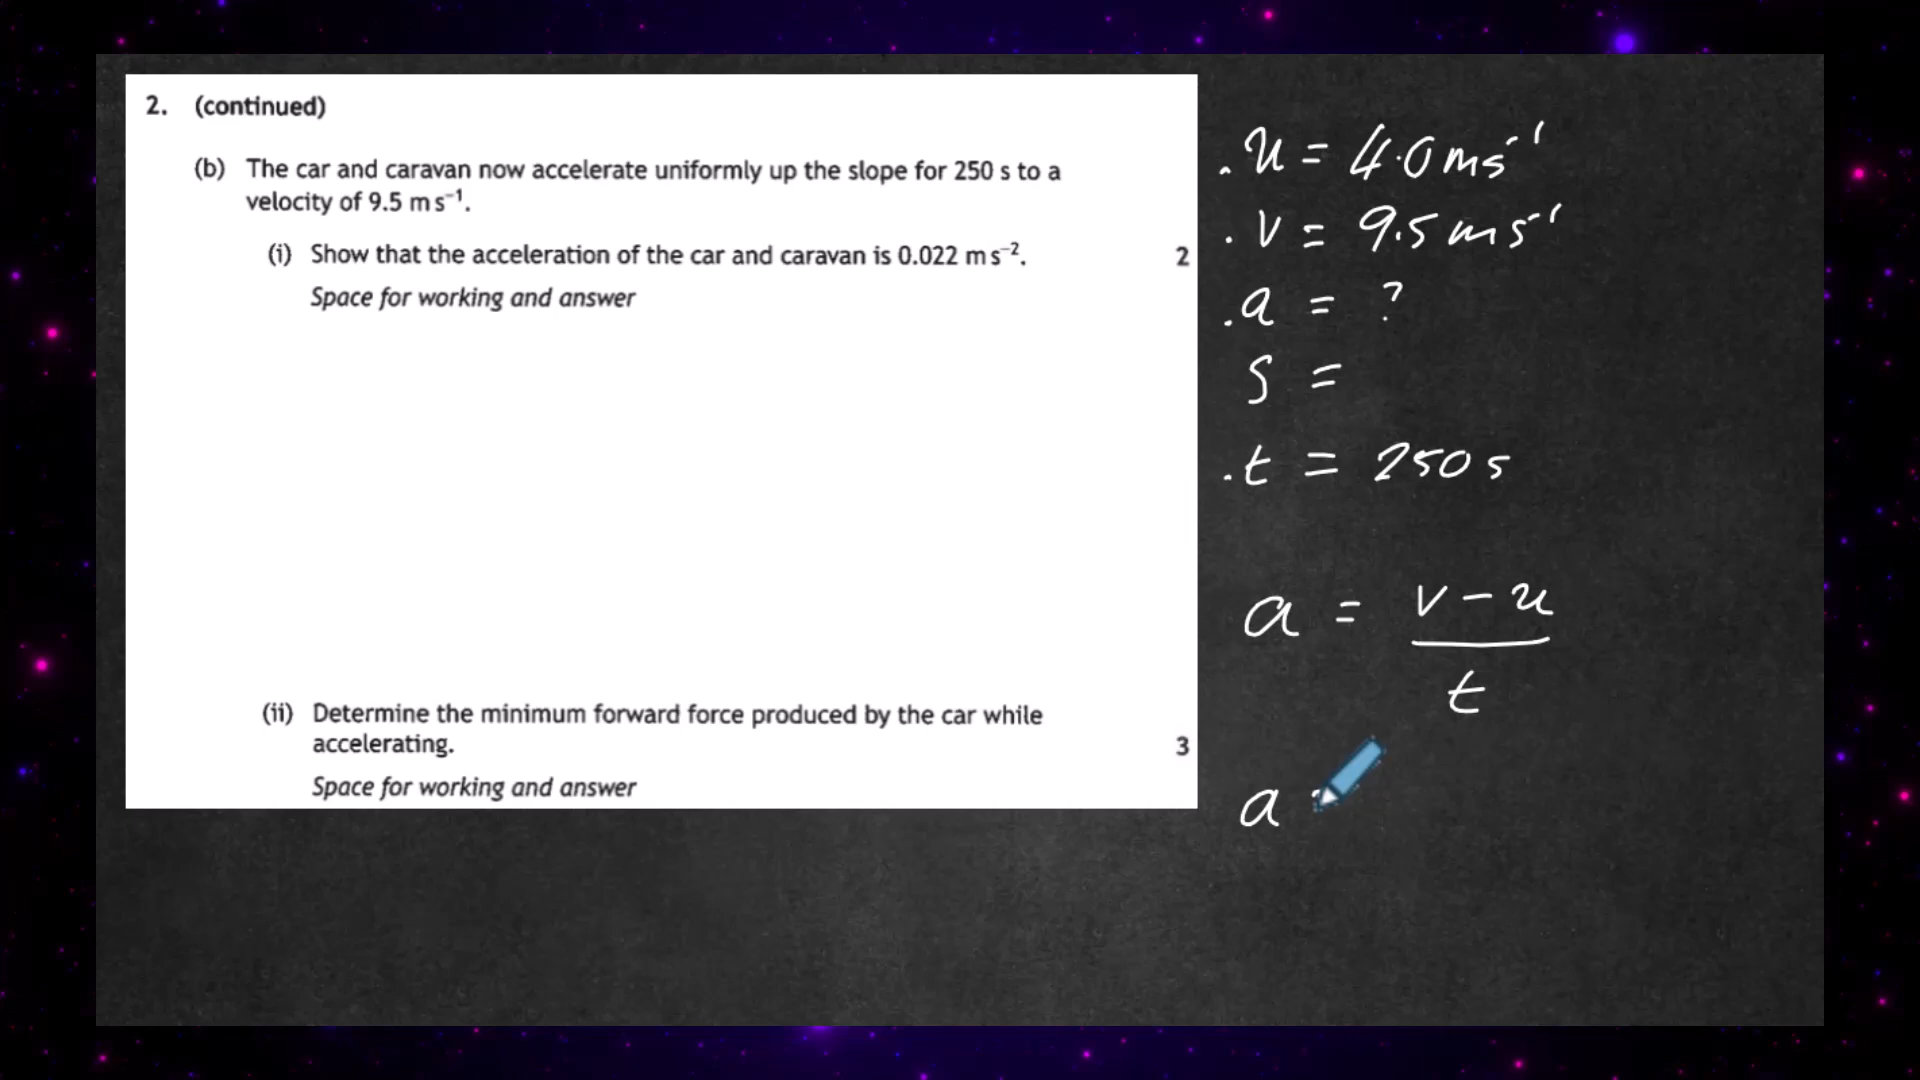 2. (continued)
(b) The car and caravan now accelerate uniformly up the slope for 250 s to a
velocity of 9.5 m s⁻¹.
(i) Show that the acceleration of the car and caravan is 0.022 m s⁻². 2
Space for working and answer
(ii) Determine the minimum forward force produced by the car while
accelerating. 3
Space for working and answer
. u = 4.0 ms⁻¹
. v = 9.5 ms⁻¹
. a = ?
s =
. t = 250 s
a = v - u
t
a